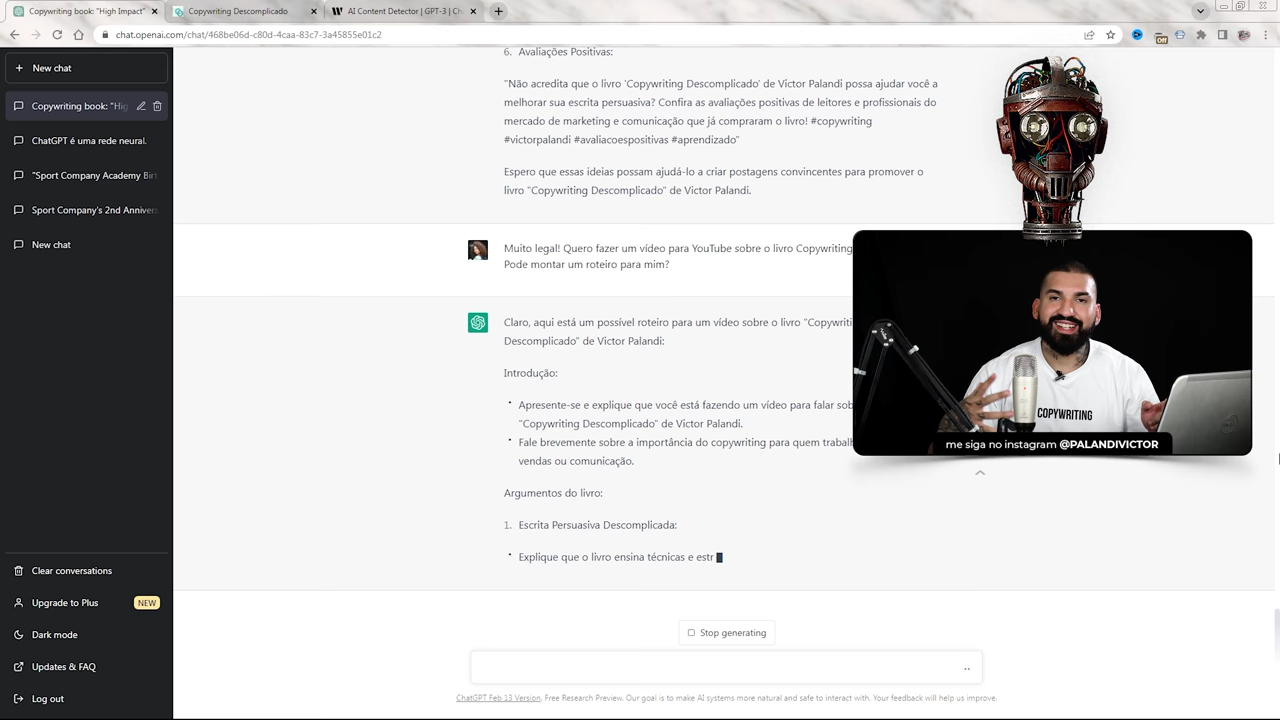 Copywriting book "High Impact"
Copywriting Descomplicado
AI Content Detector | GPT-3 | Ch
chat.openai.com/chat/468be06d-c80d-4caa-83c7-3a45855e01c2
Off
New chat
Copywriting book: "Hig
ChatGPT é uma rede neural.
"Sport Company Academy Birt
Sport Company's 2nd Annivers
New chat
Clear conversations
Upgrade to Plus
NEW
Dark mode
Updates & FAQ
Log out
6. Avaliações Positivas:
"Não acredita que o livro 'Copywriting Descomplicado' de Victor Palandi possa ajudar você a
melhorar sua escrita persuasiva? Confira as avaliações positivas de leitores e profissionais do
mercado de marketing e comunicação que já compraram o livro! #copywriting
#victorpalandi #avaliacoespositivas #aprendizado"
Espero que essas ideias possam ajudá-lo a criar postagens convincentes para promover o
livro "Copywriting Descomplicado" de Victor Palandi.
Muito legal! Quero fazer um vídeo para YouTube sobre o livro Copywriting
Pode montar um roteiro para mim?
Claro, aqui está um possível roteiro para um vídeo sobre o livro "Copywriti
Descomplicado" de Victor Palandi:
Introdução:
• Apresente-se e explique que você está fazendo um vídeo para falar sob
"Copywriting Descomplicado" de Victor Palandi.
• Fale brevemente sobre a importância do copywriting para quem trabalh
vendas ou comunicação.
Argumentos do livro:
1. Escrita Persuasiva Descomplicada:
• Explique que o livro ensina técnicas e estr
COPYWRITING
me siga no instagram @PALANDIVICTOR
Stop generating
ChatGPT Feb 13 Version. Free Research Preview. Our goal is to make AI systems more natural and safe to interact with. Your feedback will help us improve.